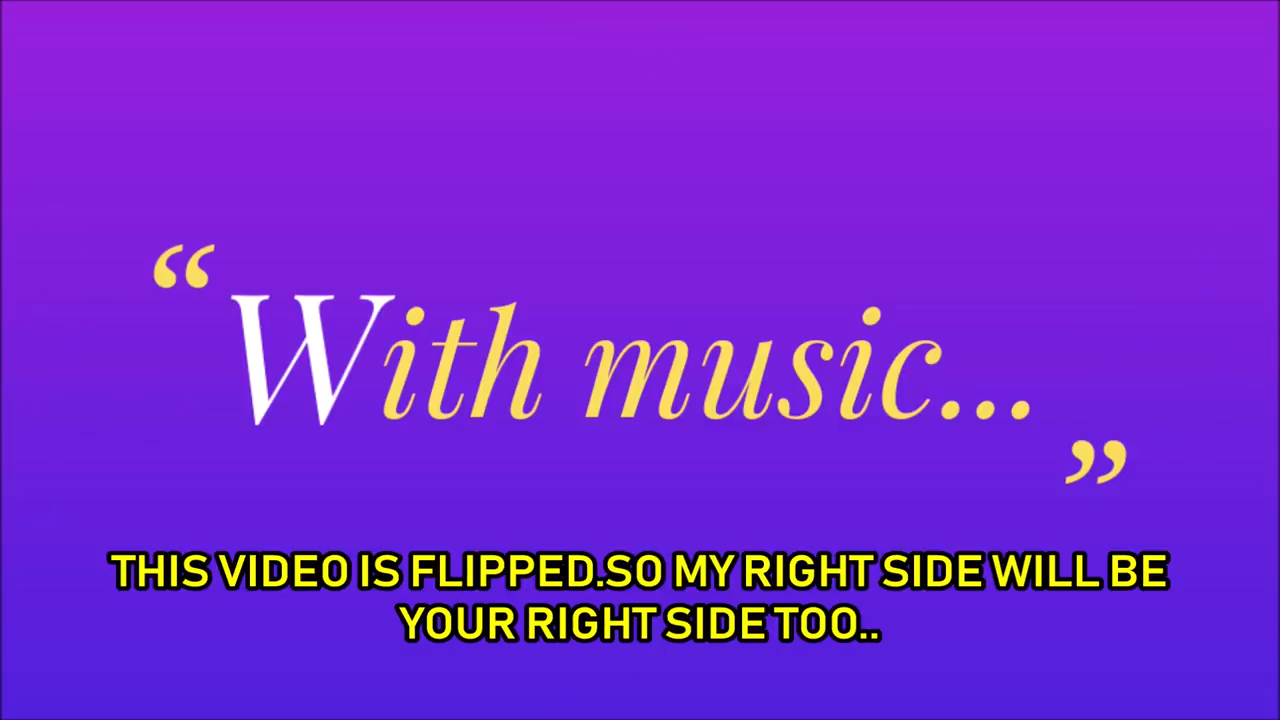 “With music...”
THIS VIDEO IS FLIPPED.SO MY RIGHT SIDE WILL BE
YOUR RIGHT SIDE TOO..